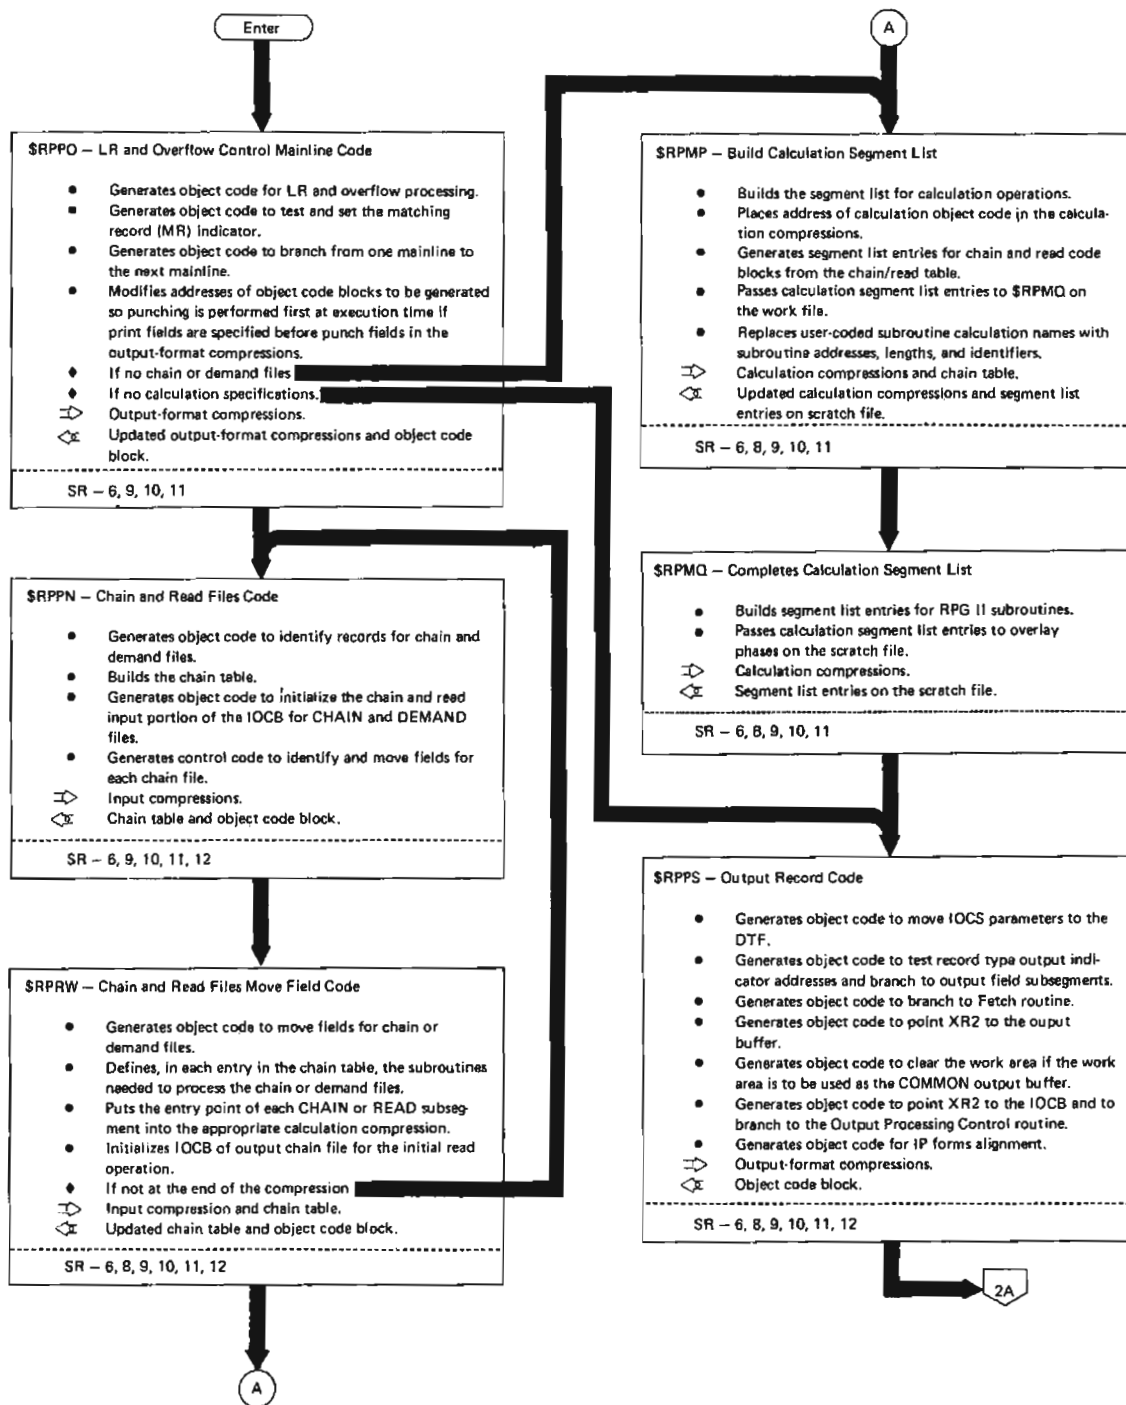 Enter
$RPPO – LR and Overflow Control Mainline Code
● Generates object code for LR and overflow processing.
■ Generates object code to test and set the matching
record (MR) Indicator.
● Generates object code to branch from one mainline to
the next mainline.
● Modifies addresses of object code blocks to be generated
so punching is performed first at execution time if
print fields are specified before punch fields in the
output-format compressions.
♦ If no chain or demand files
♦ If no calculation specifications.
Output-format compressions.
Updated output-format compressions and object code
block.
SR – 6, 9, 10, 11
$RPPN – Chain and Read Files Code
● Generates object code to identify records for chain and
demand files.
● Builds the chain table.
● Generates object code to initialize the chain and read
input portion of the IOCB for CHAIN and DEMAND
files.
● Generates control code to identify and move fields for
each chain file.
Input compressions.
Chain table and object code block.
SR – 6, 9, 10, 11, 12
$RPRW – Chain and Read Files Move Field Code
● Generates object code to move fields for chain or
demand files.
● Defines, in each entry in the chain table, the subroutines
needed to process the chain or demand files.
● Puts the entry point of each CHAIN or READ subseg-
ment into the appropriate calculation compression.
● Initializes IOCB of output chain file for the initial read
operation.
♦ If not at the end of the compression
Input compression and chain table.
Updated chain table and object code block.
SR – 6, 8, 9, 10, 11, 12
A
A
$RPMP – Build Calculation Segment List
● Builds the segment list for calculation operations.
● Places address of calculation object code in the calcula-
tion compressions.
● Generates segment list entries for chain and read code
blocks from the chain/read table.
● Passes calculation segment list entries to $RPMQ on
the work file.
● Replaces user-coded subroutine calculation names with
subroutine addresses, lengths, and identifiers.
Calculation compressions and chain table.
Updated calculation compressions and segment list
entries on scratch file.
SR – 6, 8, 9, 10, 11
$RPMQ – Completes Calculation Segment List
● Builds segment list entries for RPG II subroutines.
● Passes calculation segment list entries to overlay
phases on the scratch file.
Calculation compressions.
Segment list entries on the scratch file.
SR – 6, 8, 9, 10, 11
$RPPS – Output Record Code
● Generates object code to move IOCS parameters to the
DTF.
● Generates object code to test record type output indi-
cator addresses and branch to output field subsegments.
● Generates object code to branch to Fetch routine.
● Generates object code to point XR2 to the ouput
buffer.
● Generates object code to clear the work area if the work
area is to be used as the COMMON output buffer.
● Generates object code to point XR2 to the IOCB and to
branch to the Output Processing Control routine.
● Generates object code for IP forms alignment.
Output-format compressions.
Object code block.
SR – 6, 8, 9, 10, 11, 12
2A